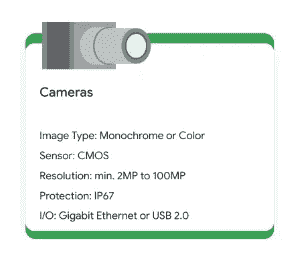 Cameras
Image Type: Monochrome or Color
Sensor: CMOS
Resolution: min. 2MP to 100MP
Protection: IP67
I/O: Gigabit Ethernet or USB 2.0